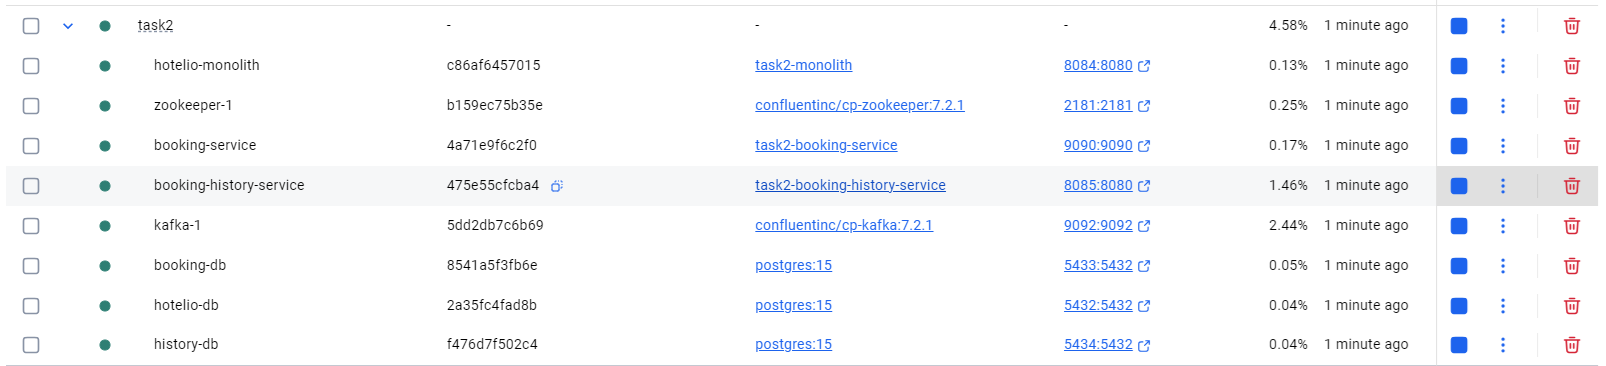 task2 - - - 4.58% 1 minute ago
hotelio-monolith c86af6457015 task2-monolith 8084:8080 0.13% 1 minute ago
zookeeper-1 b159ec75b35e confluentinc/cp-zookeeper:7.2.1 2181:2181 0.25% 1 minute ago
booking-service 4a71e9f6c2f0 task2-booking-service 9090:9090 0.17% 1 minute ago
booking-history-service 475e55cfcba4 task2-booking-history-service 8085:8080 1.46% 1 minute ago
kafka-1 5dd2db7c6b69 confluentinc/cp-kafka:7.2.1 9092:9092 2.44% 1 minute ago
booking-db 8541a5f3fb6e postgres:15 5433:5432 0.05% 1 minute ago
hotelio-db 2a35fc4fad8b postgres:15 5432:5432 0.04% 1 minute ago
history-db f476d7f502c4 postgres:15 5434:5432 0.04% 1 minute ago